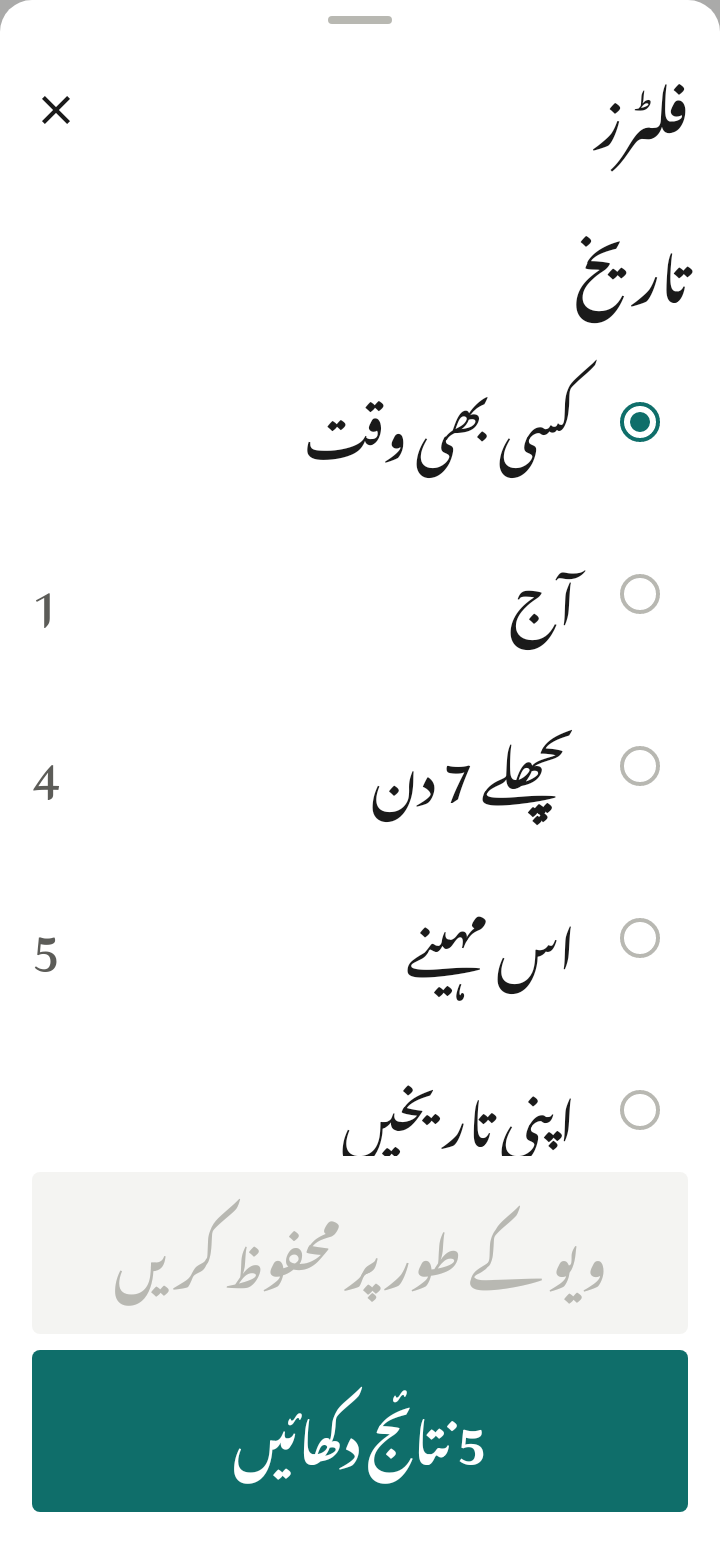 فلٹرز
تاریخ
کسی بھی وقت
آج 1
پچھلے 7 دن 4
اس مہینے 5
اپنی تاریخیں
ویو کے طور پر محفوظ کریں
5 نتائج دکھائیں